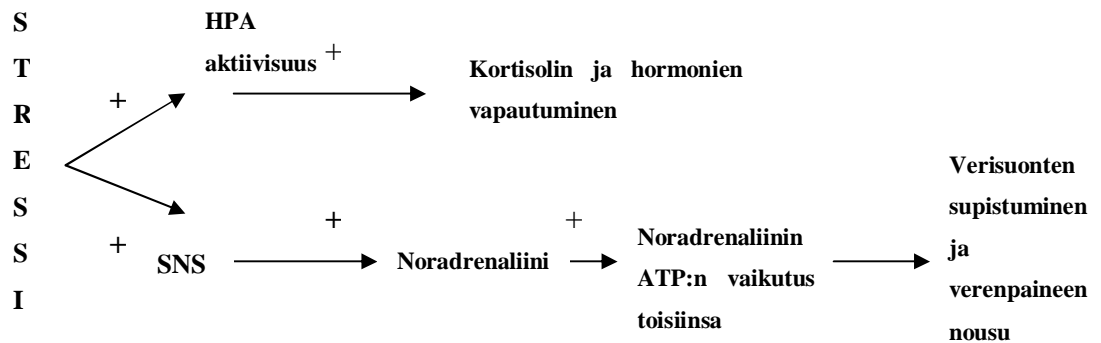 S
T
R
E
S
S
I
HPA
aktiivisuus +
Kortisolin ja hormonien
vapautuminen
+
+
SNS
+
Noradrenaliini
+
Noradrenaliinin
ATP:n vaikutus
toisiinsa
Verisuonten
supistuminen
ja
verenpaineen
nousu